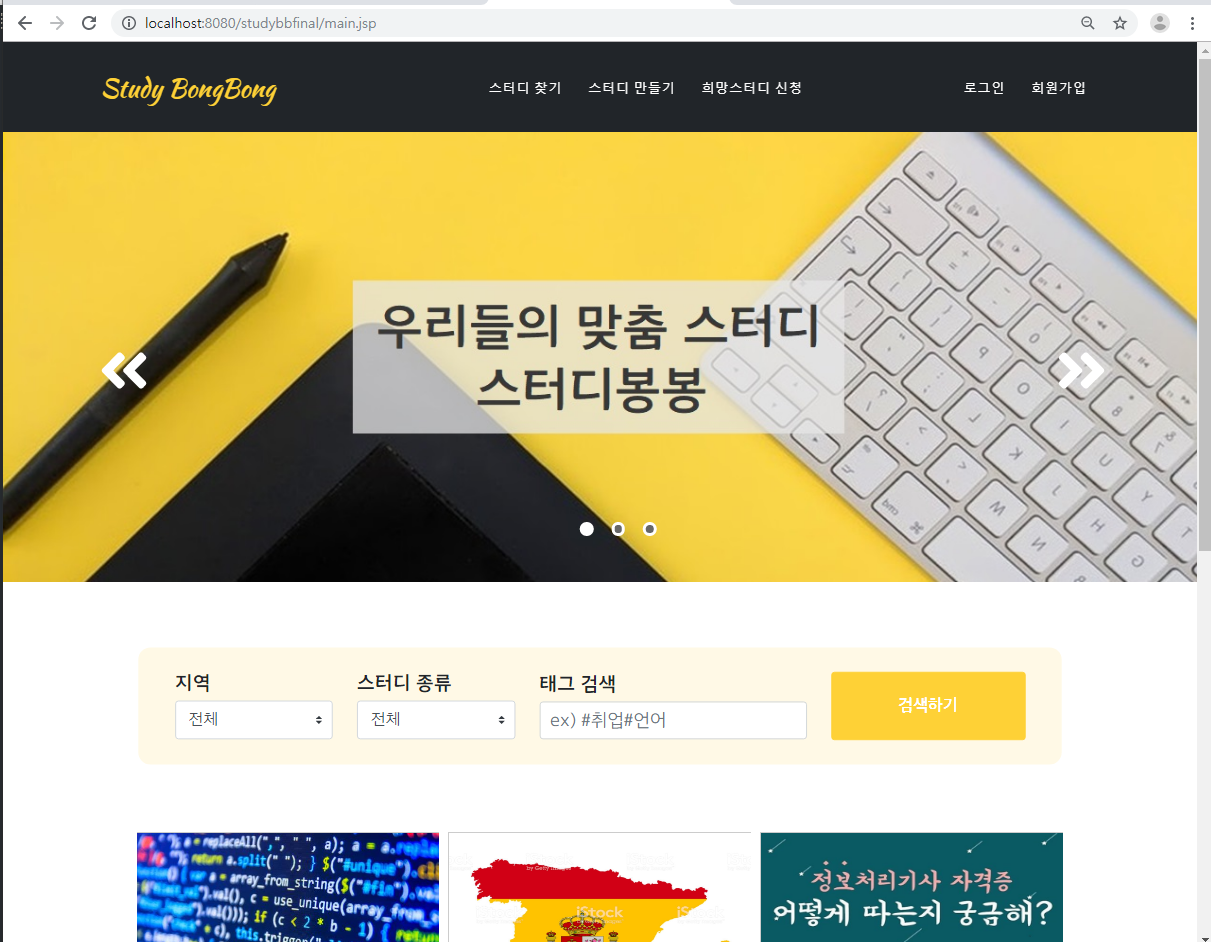 localhost:8080/studybbfinal/main.jsp
Study BongBong
스터디 찾기 스터디 만들기 희망스터디 신청 로그인 회원가입
우리들의 맞춤 스터디
스터디봉봉
지역 스터디 종류 태그 검색
전체 전체 ex) #취업#언어 검색하기
replaceAll(",", " ", a); a = a.
return a.split(" "); } $("#unique")
array_from_string($("#fin")
c = use_unique(array_from
if (c < 2 * b - 1) {
this.trigger(
iStock
by Getty Images
iStock iStock
정보처리기사 자격증
어떻게 따는지 궁금해?